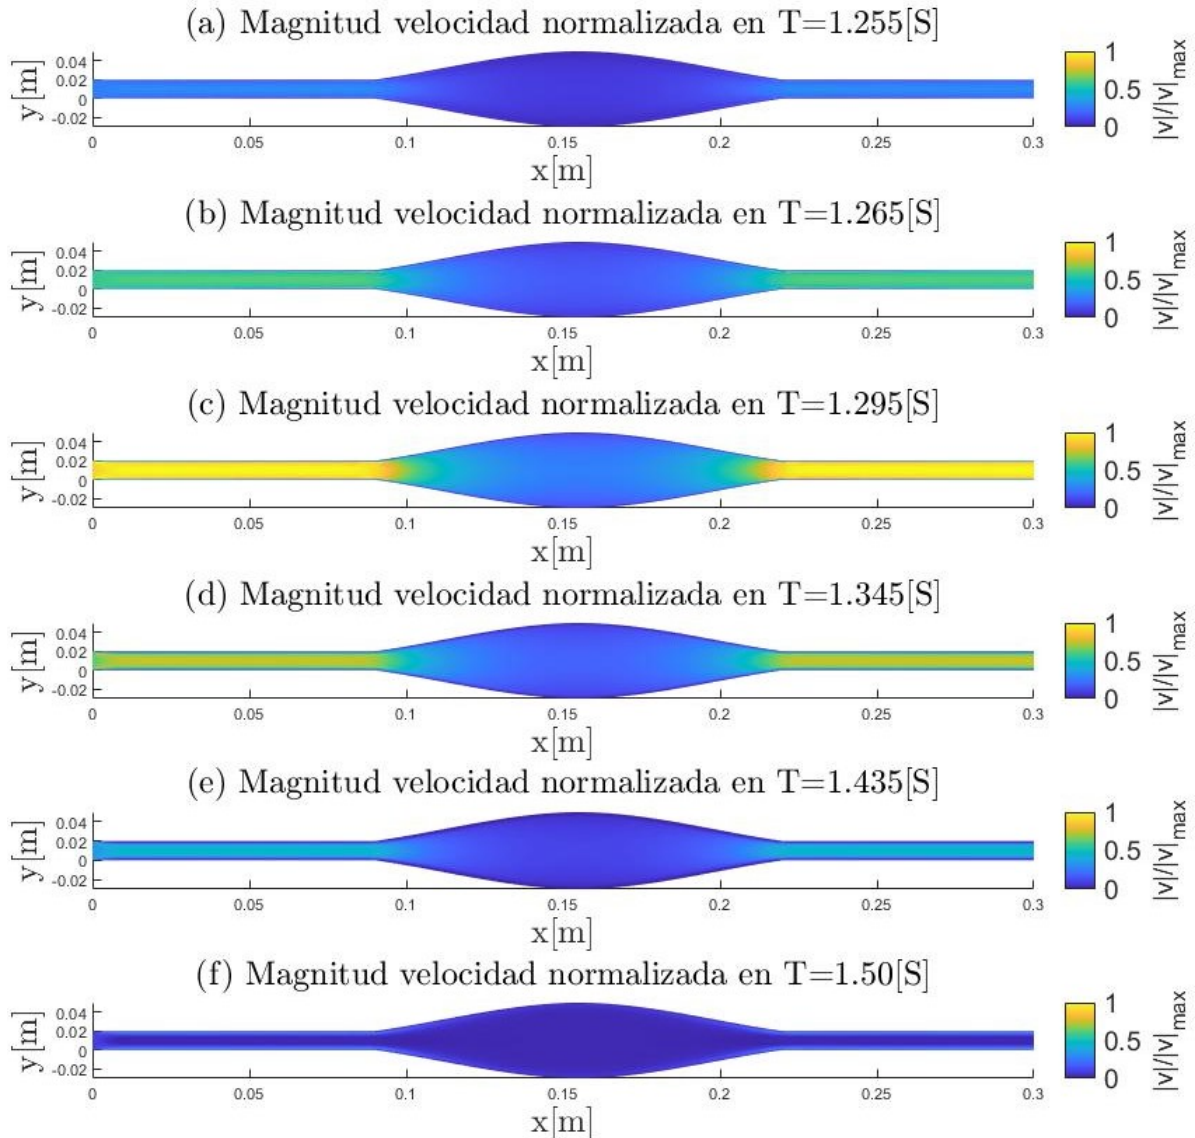 (a) Magnitud velocidad normalizada en T=1.255[S]
y[m]
0.04
0.02
0
-0.02
0 0.05 0.1 0.15 0.2 0.25 0.3
x[m]
1
0.5
0
|v|/|v|max
(b) Magnitud velocidad normalizada en T=1.265[S]
y[m]
0.04
0.02
0
-0.02
0 0.05 0.1 0.15 0.2 0.25 0.3
x[m]
1
0.5
0
|v|/|v|max
(c) Magnitud velocidad normalizada en T=1.295[S]
y[m]
0.04
0.02
0
-0.02
0 0.05 0.1 0.15 0.2 0.25 0.3
x[m]
1
0.5
0
|v|/|v|max
(d) Magnitud velocidad normalizada en T=1.345[S]
y[m]
0.04
0.02
0
-0.02
0 0.05 0.1 0.15 0.2 0.25 0.3
x[m]
1
0.5
0
|v|/|v|max
(e) Magnitud velocidad normalizada en T=1.435[S]
y[m]
0.04
0.02
0
-0.02
0 0.05 0.1 0.15 0.2 0.25 0.3
x[m]
1
0.5
0
|v|/|v|max
(f) Magnitud velocidad normalizada en T=1.50[S]
y[m]
0.04
0.02
0
-0.02
0 0.05 0.1 0.15 0.2 0.25 0.3
x[m]
1
0.5
0
|v|/|v|max